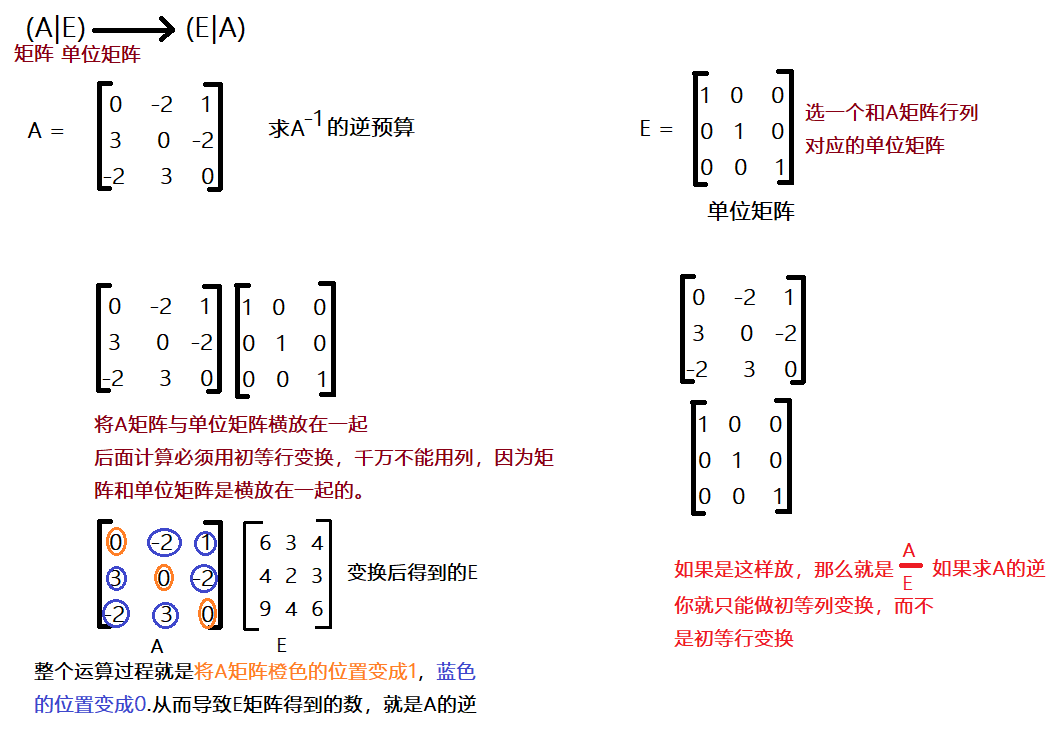 (A|E) ⟶ (E|A)
矩阵 单位矩阵
A =
0 -2 1
3 0 -2
-2 3 0
求A⁻¹的逆预算
E =
1 0 0
0 1 0
0 0 1
选一个和A矩阵行列
对应的单位矩阵
单位矩阵
0 -2 1 1 0 0
3 0 -2 0 1 0
-2 3 0 0 0 1
将A矩阵与单位矩阵横放在一起
后面计算必须用初等行变换，千万不能用列，因为矩
阵和单位矩阵是横放在一起的。
0 -2 1
3 0 -2
-2 3 0
1 0 0
0 1 0
0 0 1
0 -2 1 6 3 4
3 0 -2 4 2 3
-2 3 0 9 4 6
变换后得到的E
A E
整个运算过程就是将A矩阵橙色的位置变成1，蓝色
的位置变成0.从而导致E矩阵得到的数，就是A的逆
A
如果是这样放，那么就是 如果求A的逆
E
你就只能做初等列变换，而不
是初等行变换